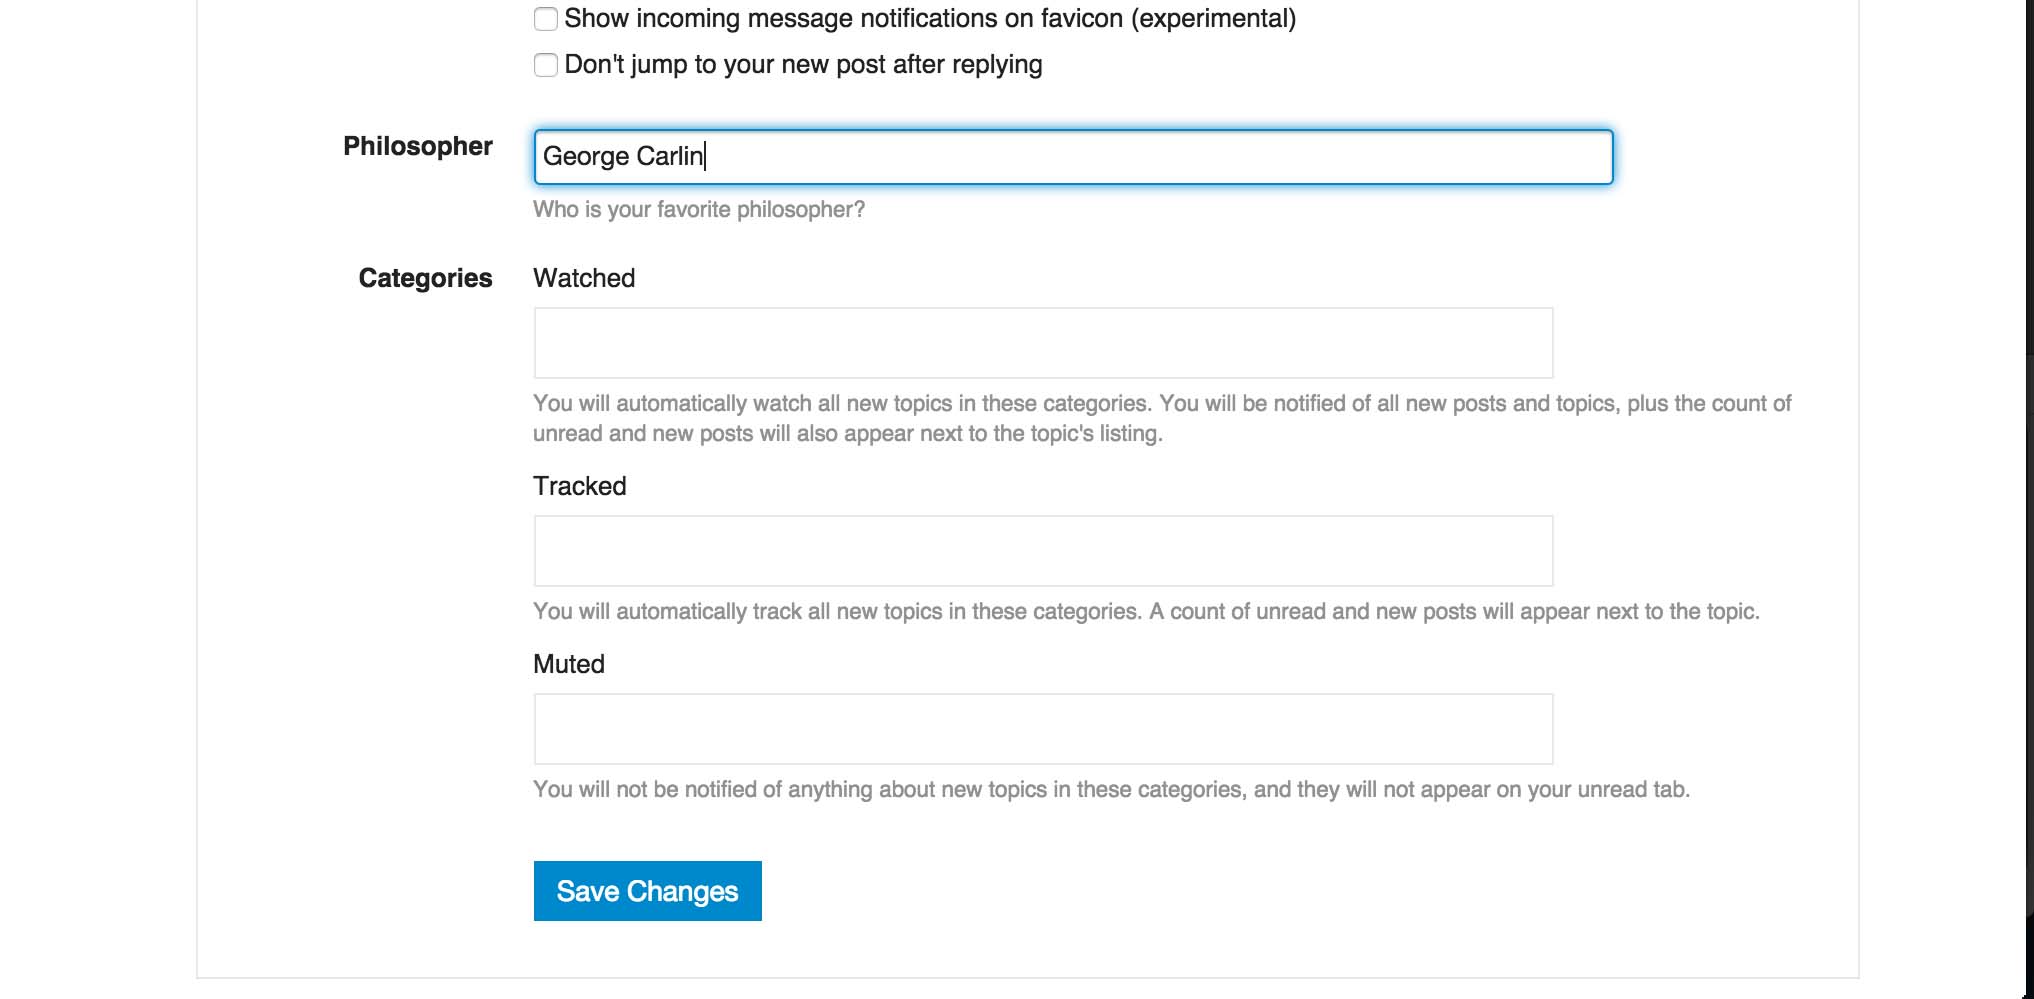 Show incoming message notifications on favicon (experimental)
Don't jump to your new post after replying
Philosopher
George Carlin
Who is your favorite philosopher?
Categories
Watched
You will automatically watch all new topics in these categories. You will be notified of all new posts and topics, plus the count of
unread and new posts will also appear next to the topic's listing.
Tracked
You will automatically track all new topics in these categories. A count of unread and new posts will appear next to the topic.
Muted
You will not be notified of anything about new topics in these categories, and they will not appear on your unread tab.
Save Changes